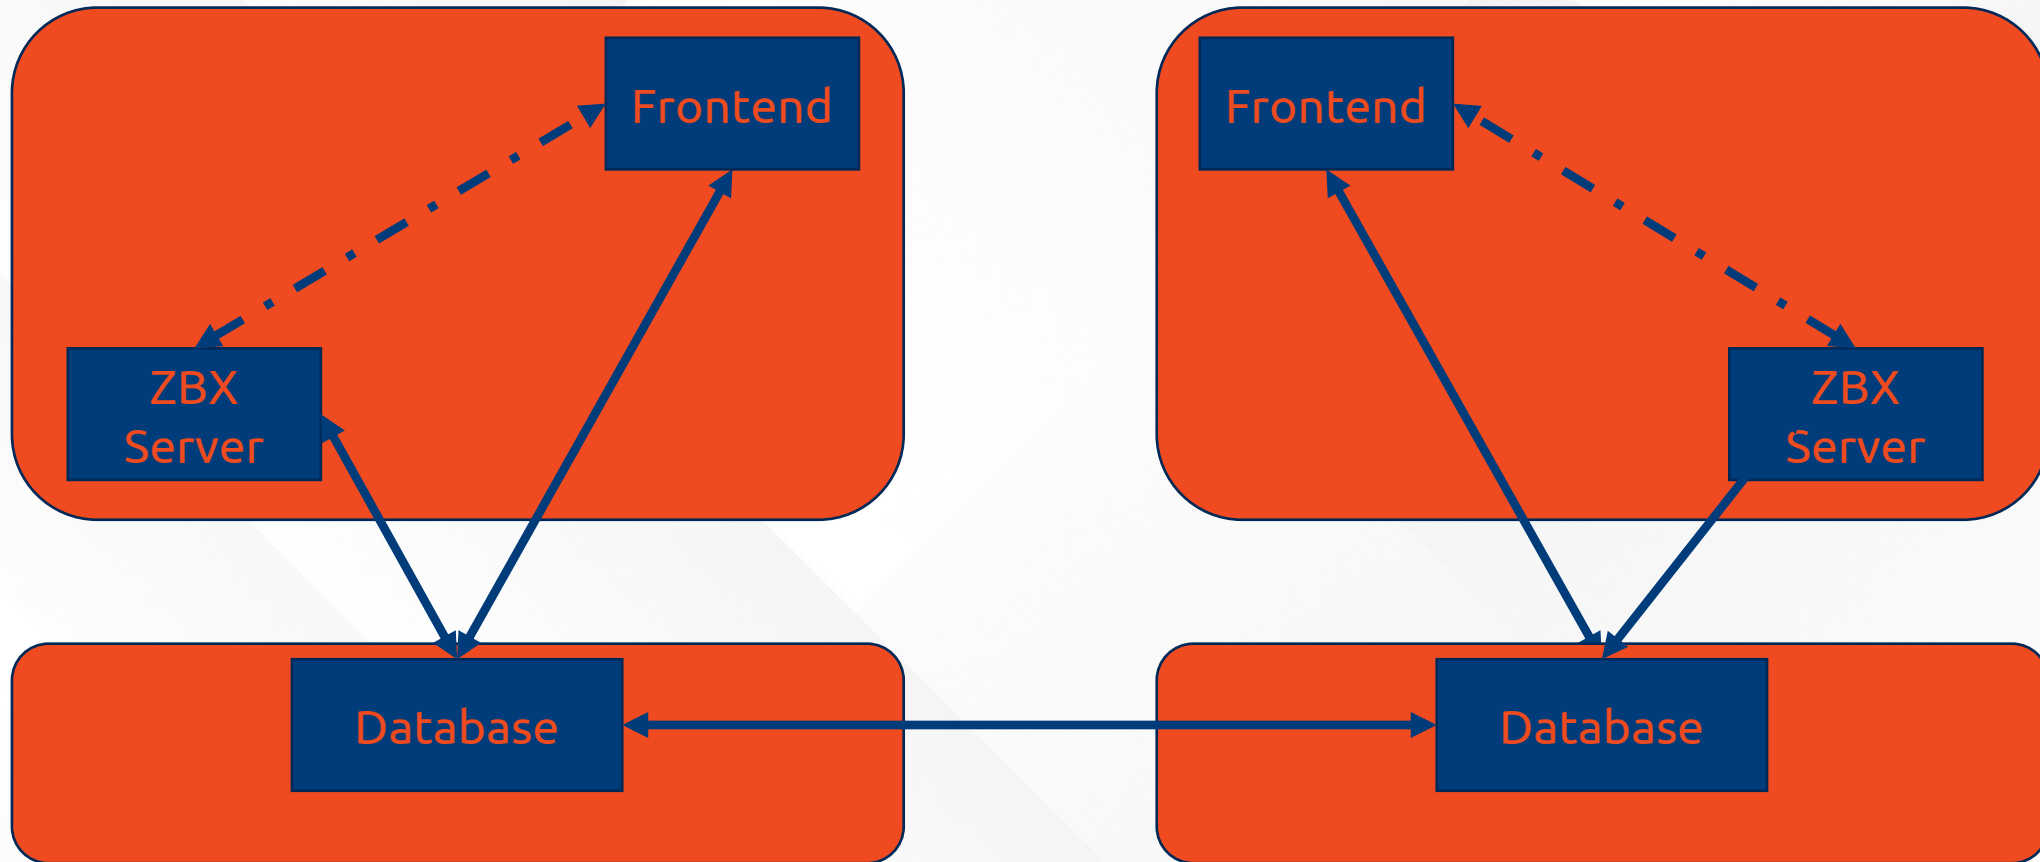 Frontend
Frontend
ZBX
Server
ZBX
Server
Database
Database